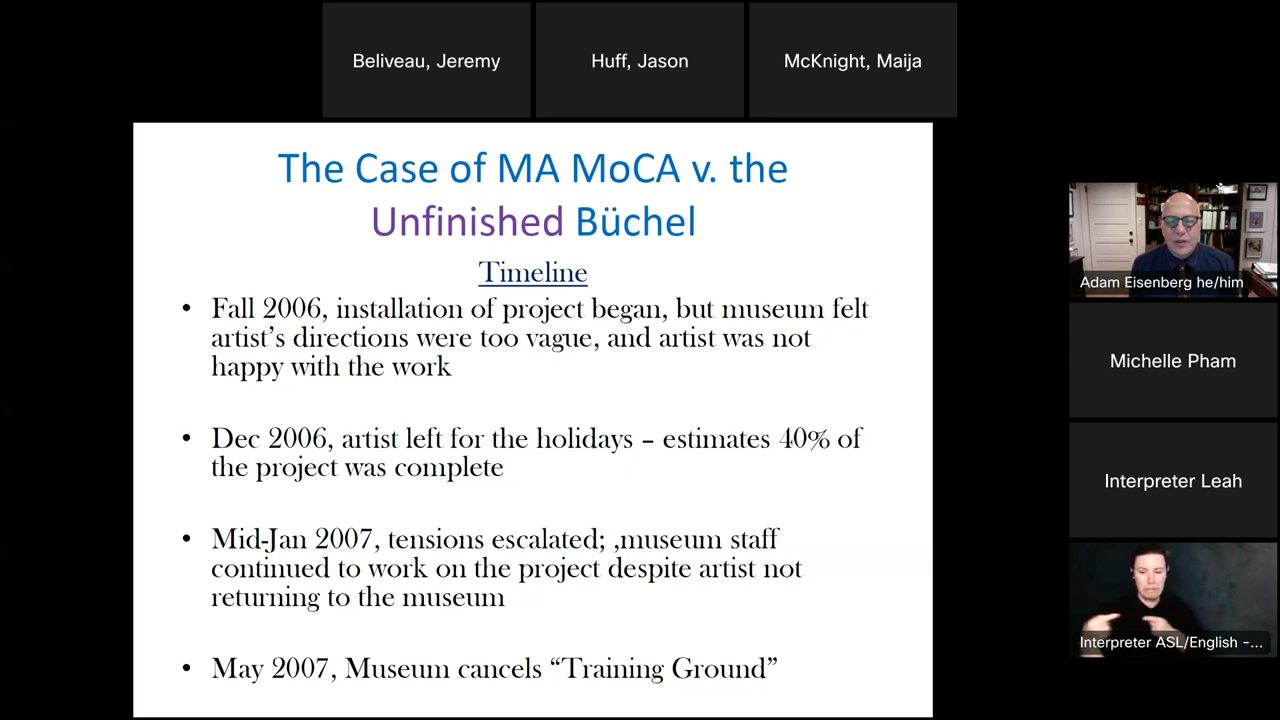 Beliveau, Jeremy
Huff, Jason
McKnight, Maija
The Case of MA MoCA v. the
Unfinished Büchel
Timeline
• Fall 2006, installation of project began, but museum felt
artist’s directions were too vague, and artist was not
happy with the work
• Dec 2006, artist left for the holidays – estimates 40% of
the project was complete
• Mid-Jan 2007, tensions escalated; ,museum staff
continued to work on the project despite artist not
returning to the museum
• May 2007, Museum cancels “Training Ground”
Adam Eisenberg he/him
Michelle Pham
Interpreter Leah
Interpreter ASL/English -...